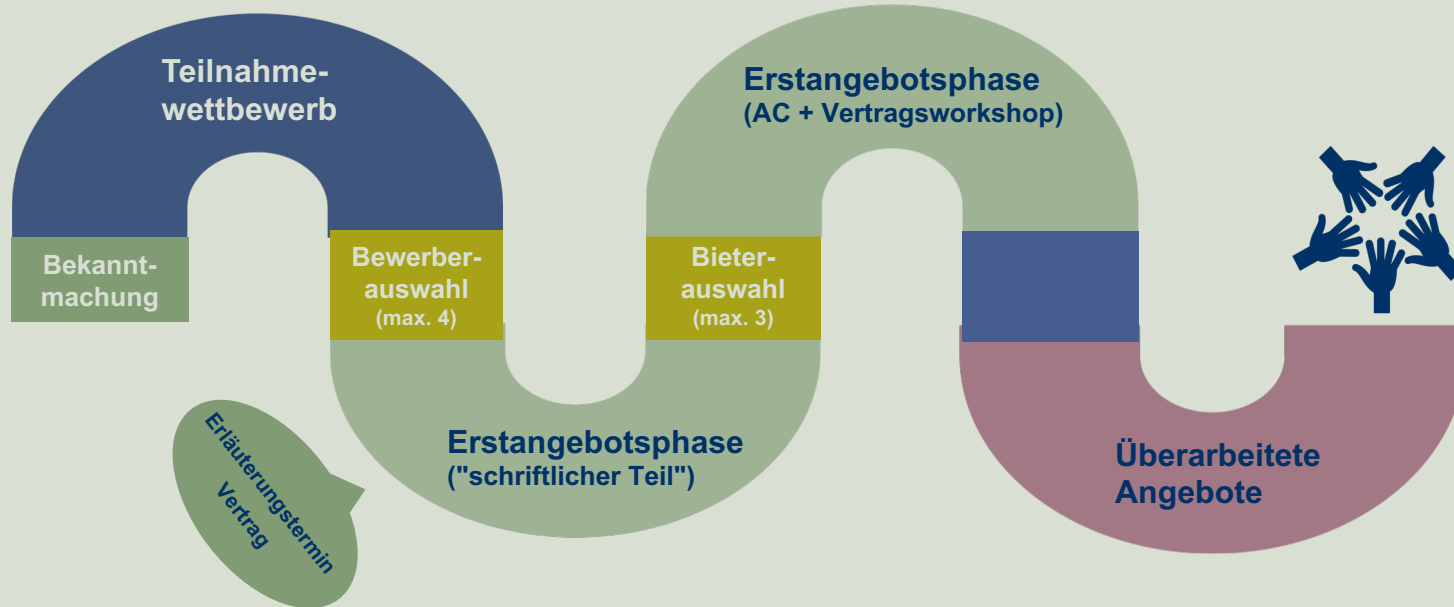 Teilnahme-
wettbewerb
Bekannt-
machung
Bewerber-
auswahl
(max. 4)
Erläuterungstermin
Vertrag
Erstangebotsphase
("schriftlicher Teil")
Bieter-
auswahl
(max. 3)
Erstangebotsphase
(AC + Vertragsworkshop)
Überarbeitete
Angebote